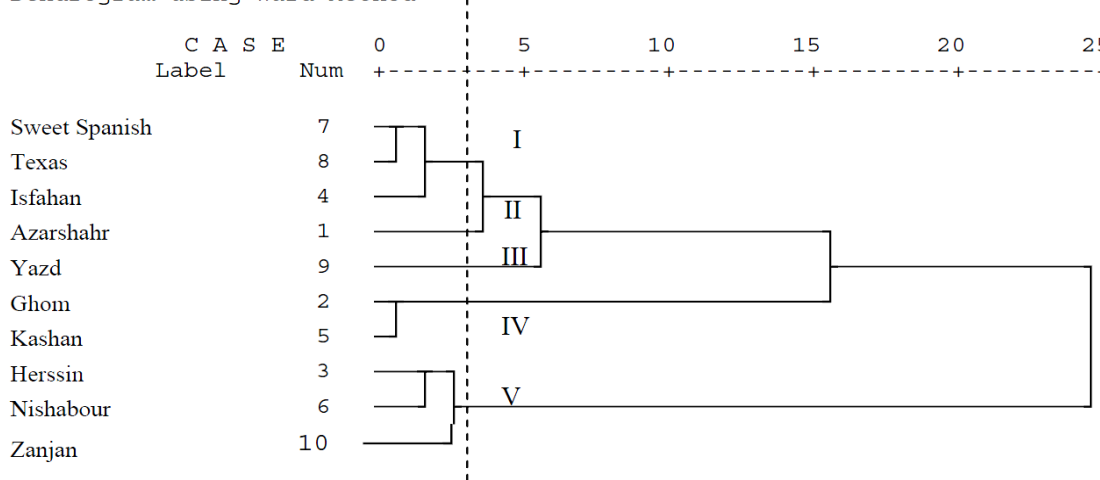 C A S E 0 5 10 15 20 25
Label Num +---------+---------+---------+---------+---------
Sweet Spanish 7
I
Texas 8
Isfahan 4
II
Azarshahr 1
III
Yazd 9
Ghom 2
IV
Kashan 5
Herssin 3
V
Nishabour 6
Zanjan 10